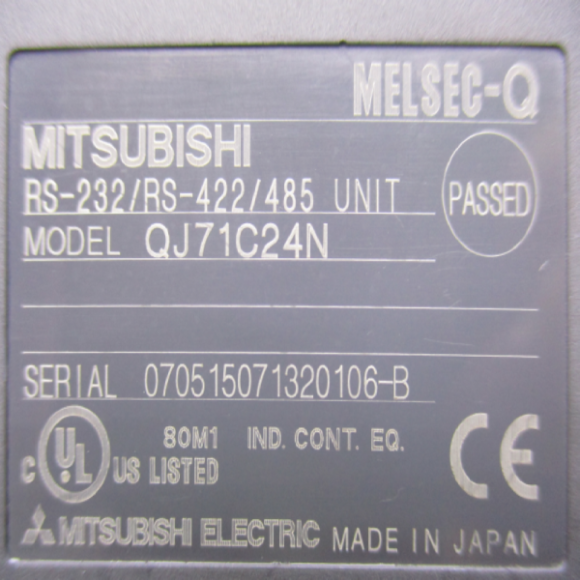 MELSEC-Q
MITSUBISHI
RS-232/RS-422/485 UNIT
PASSED
MODEL QJ71C24N
SERIAL 070515071320106-B
80M1 IND. CONT. EQ.
C UL US LISTED
CE
MITSUBISHI ELECTRIC MADE IN JAPAN